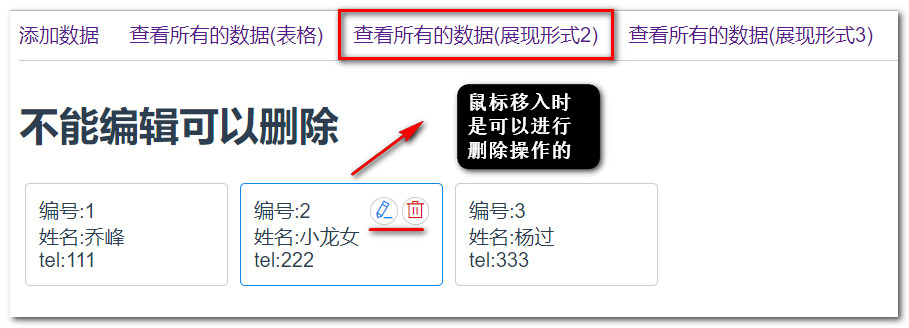 添加数据 查看所有的数据(表格) 查看所有的数据(展现形式2) 查看所有的数据(展现形式3)
不能编辑可以删除
鼠标移入时
是可以进行
删除操作的
编号:1
姓名:乔峰
tel:111
编号:2
姓名:小龙女
tel:222
编号:3
姓名:杨过
tel:333